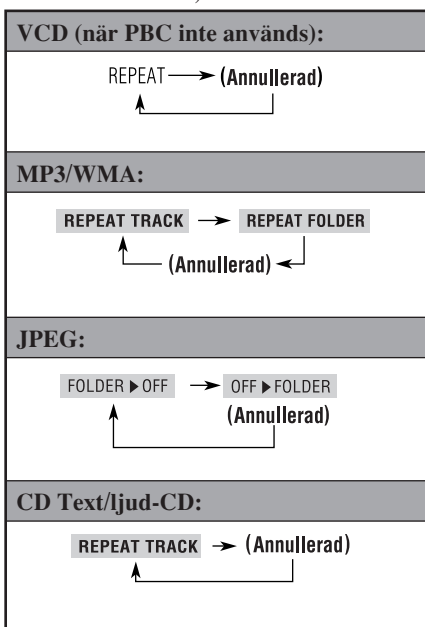 VCD (när PBC inte används):
REPEAT → (Annullerad)
MP3/WMA:
REPEAT TRACK → REPEAT FOLDER
(Annullerad)
JPEG:
FOLDER ▶ OFF → OFF ▶ FOLDER
(Annullerad)
CD Text/ljud-CD:
REPEAT TRACK → (Annullerad)